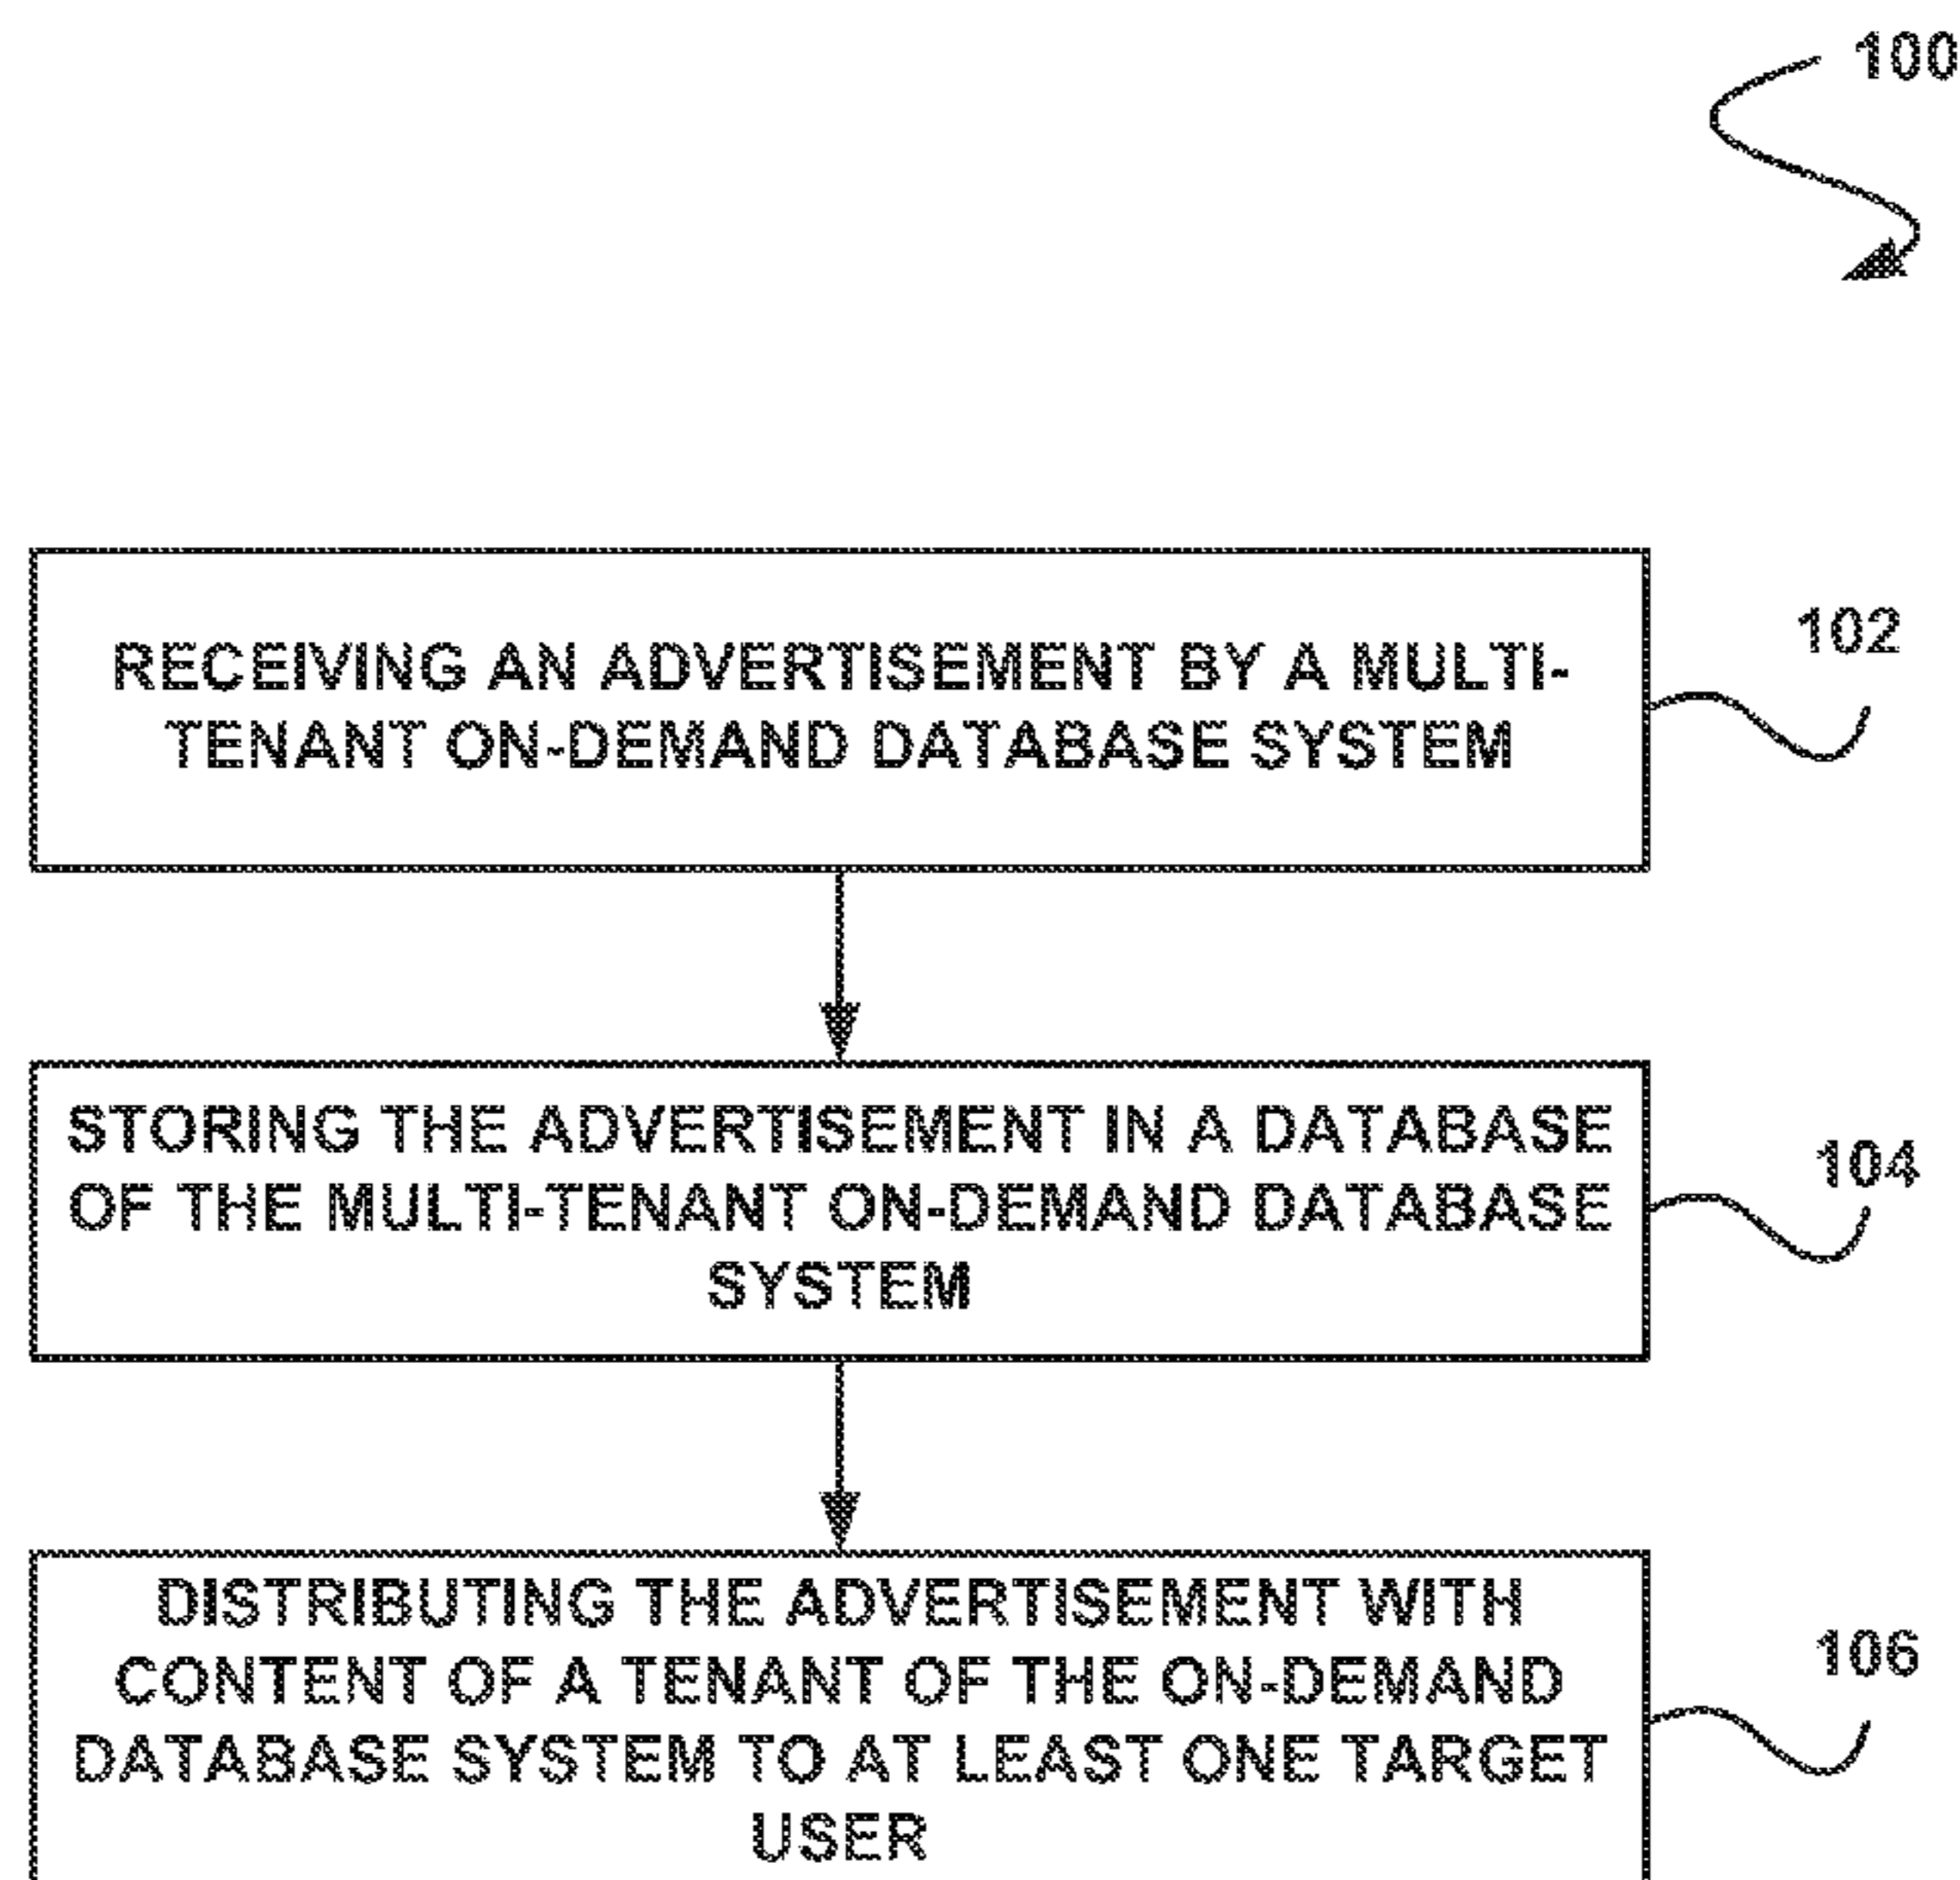 100
RECEIVING AN ADVERTISEMENT BY A MULTI-
TENANT ON-DEMAND DATABASE SYSTEM
102
STORING THE ADVERTISEMENT IN A DATABASE
OF THE MULTI-TENANT ON-DEMAND DATABASE
SYSTEM
104
DISTRIBUTING THE ADVERTISEMENT WITH
CONTENT OF A TENANT OF THE ON-DEMAND
DATABASE SYSTEM TO AT LEAST ONE TARGET
USER
106